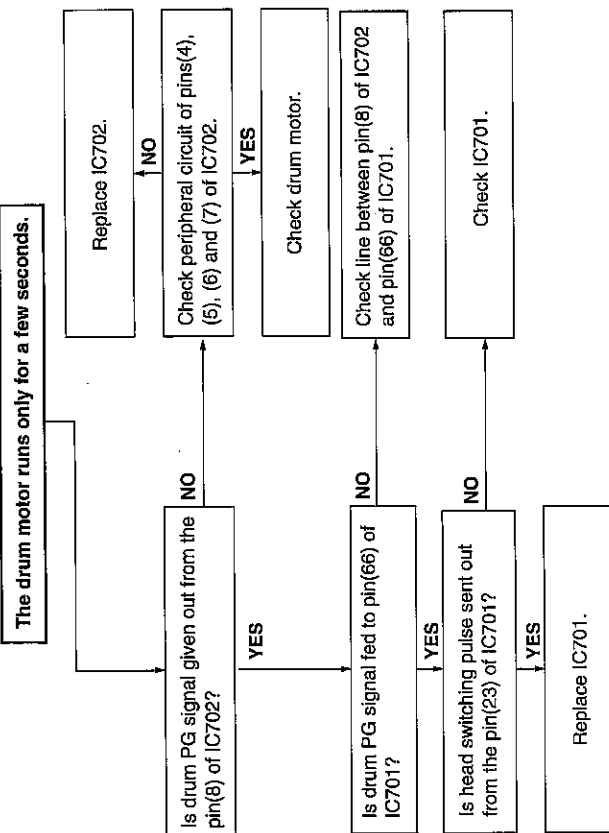 The drum motor runs only for a few seconds.
Is drum PG signal given out from the
pin(8) of IC702?
NO
Replace IC702.
NO
Check peripheral circuit of pins(4),
(5), (6) and (7) of IC702.
YES
Check drum motor.
YES
Is drum PG signal fed to pin(66) of
IC701?
NO
Check line between pin(8) of IC702
and pin(66) of IC701.
YES
Is head switching pulse sent out
from the pin(23) of IC701?
NO
Check IC701.
YES
Replace IC701.